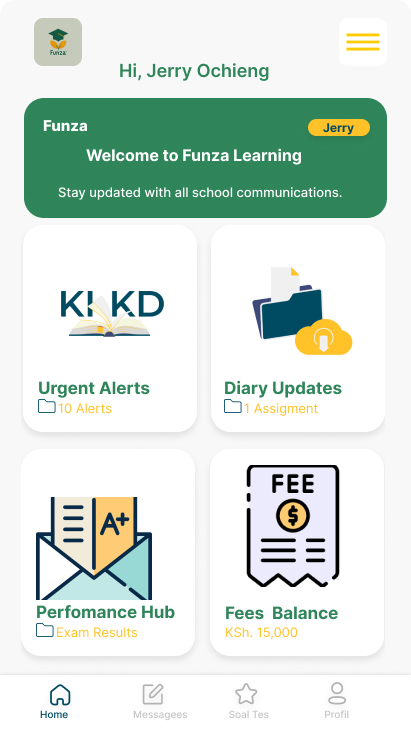 Funza
Hi, Jerry Ochieng
Funza
Jerry
Welcome to Funza Learning
Stay updated with all school communications.
KLKD
Urgent Alerts
10 Alerts
Diary Updates
1 Assigment
A+
Perfomance Hub
Exam Results
FEE
$
Fees Balance
KSh. 15,000
Home
Messagees
Soal Tes
Profil